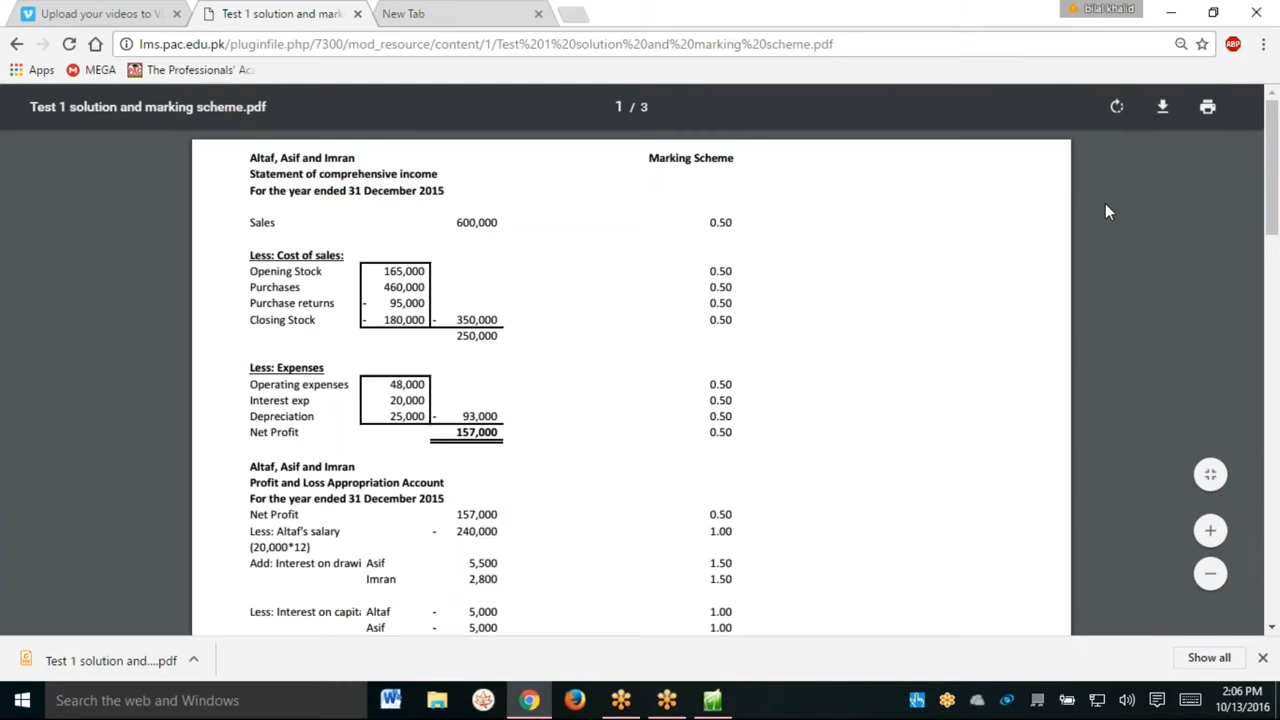 Upload your videos to Vi
Test 1 solution and mark
New Tab
bilal khalid
lms.pac.edu.pk/pluginfile.php/7300/mod_resource/content/1/Test%201%20solution%20and%20marking%20scheme.pdf
ABP
Apps
MEGA
The Professionals' Aca
Test 1 solution and marking scheme.pdf
1 / 3
Altaf, Asif and Imran Marking Scheme
Statement of comprehensive income
For the year ended 31 December 2015
Sales 600,000 0.50
Less: Cost of sales:
Opening Stock 165,000 0.50
Purchases 460,000 0.50
Purchase returns - 95,000 0.50
Closing Stock - 180,000 - 350,000 0.50
250,000
Less: Expenses
Operating expenses 48,000 0.50
Interest exp 20,000 0.50
Depreciation 25,000 - 93,000 0.50
Net Profit 157,000 0.50
Altaf, Asif and Imran
Profit and Loss Appropriation Account
For the year ended 31 December 2015
Net Profit 157,000 0.50
Less: Altaf's salary - 240,000 1.00
(20,000*12)
Add: Interest on drawi Asif 5,500 1.50
Imran 2,800 1.50
Less: Interest on capit Altaf - 5,000 1.00
Asif - 5,000 1.00
Test 1 solution and....pdf
Show all
Search the web and Windows
2:06 PM
10/13/2016